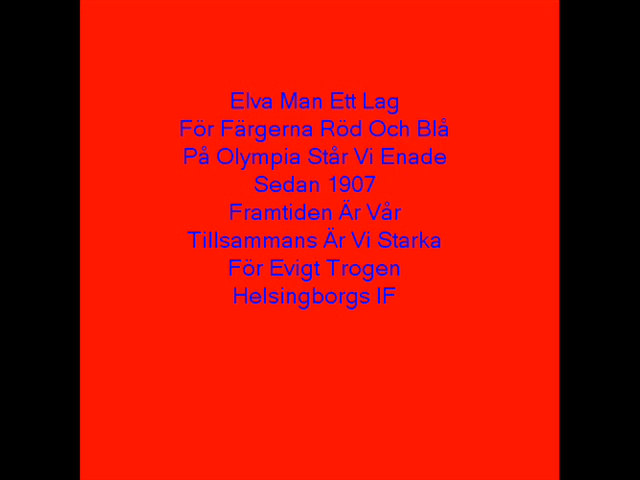 Elva Man Ett Lag
För Färgerna Röd Och Blå
På Olympia Står Vi Enade
Sedan 1907
Framtiden Är Vår
Tillsammans Är Vi Starka
För Evigt Trogen
Helsingborgs IF